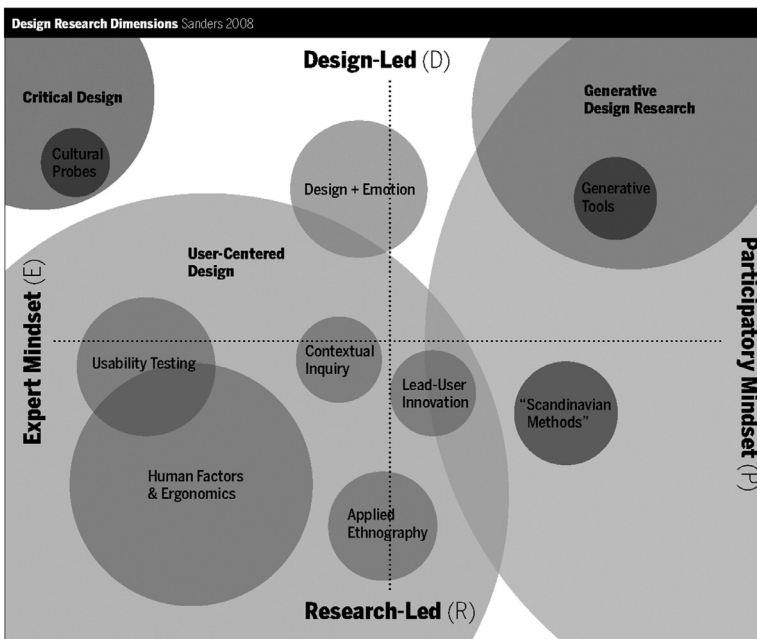 Design Research Dimensions Sanders 2008
Design-Led (D)
Critical Design
Generative
Design Research
Cultural
Probes
Design + Emotion
Generative
Tools
User-Centered
Design
Expert Mindset (E)
Participatory Mindset (P)
Usability Testing
Contextual
Inquiry
Lead-User
Innovation
“Scandinavian
Methods”
Human Factors
& Ergonomics
Applied
Ethnography
Research-Led (R)